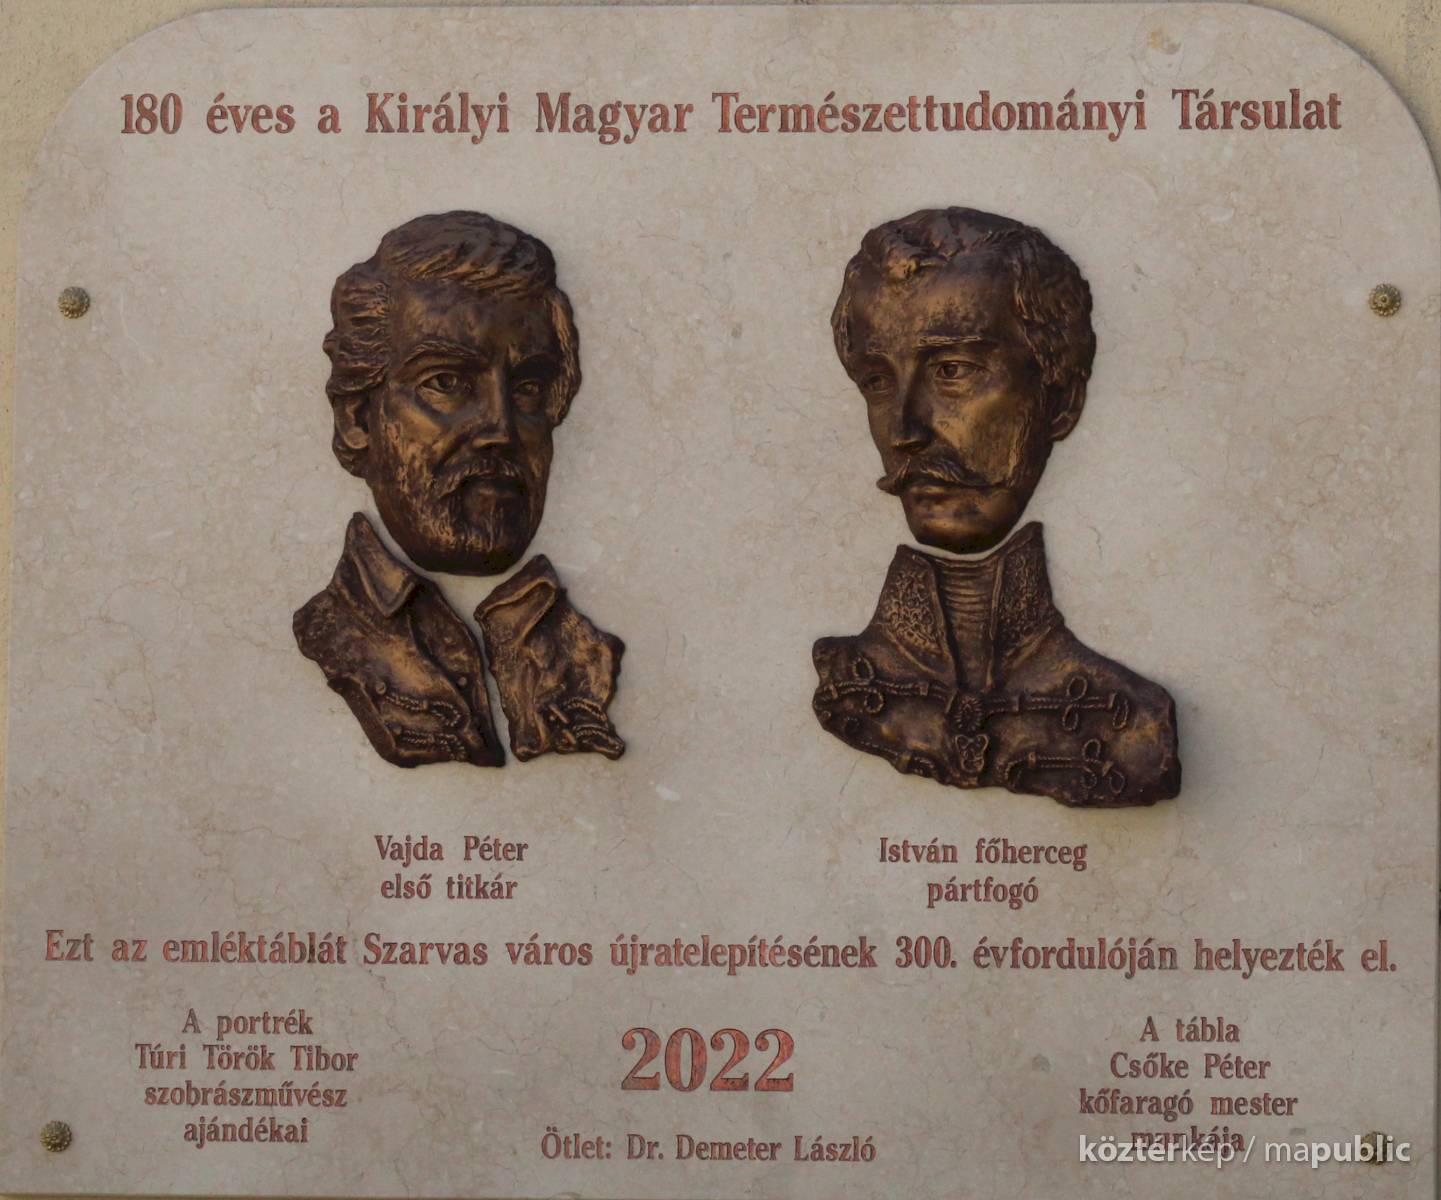 180 éves a Királyi Magyar Természettudományi Társulat
Vajda Péter
első titkár
István főherceg
pártfogó
Ezt az emléktáblát Szarvas város újratelepítésének 300. évfordulóján helyezték el.
A portrék
Túri Török Tibor
szobrászművész
ajándékai
2022
Ötlet: Dr. Demeter László
A tábla
Csőke Péter
kőfaragó mester
munkája
köztérkép / mapublic